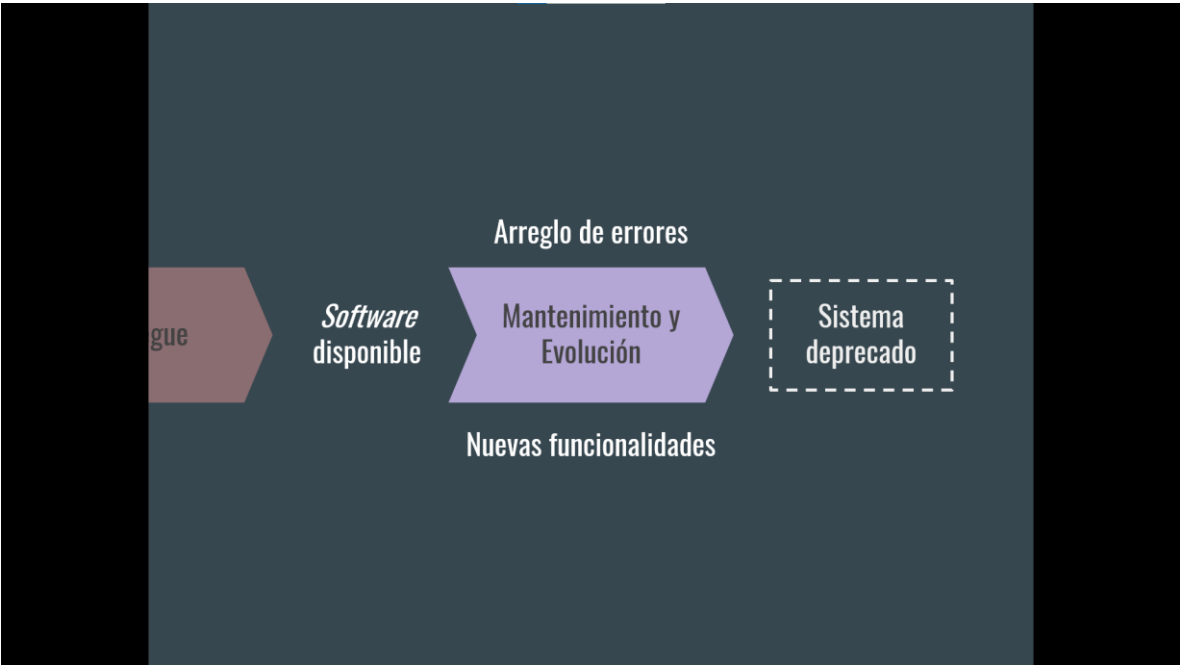 Arreglo de errores
gue
Software
disponible
Mantenimiento y
Evolución
Sistema
deprecado
Nuevas funcionalidades